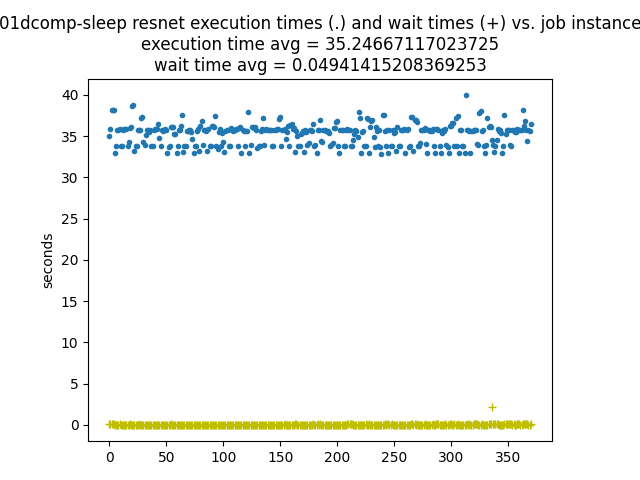 01dcomp-sleep resnet execution times (.) and wait times (+) vs. job instance
execution time avg = 35.24667117023725
wait time avg = 0.04941415208369253
40
35
30
25
20
15
10
5
0
seconds
0 50 100 150 200 250 300 350